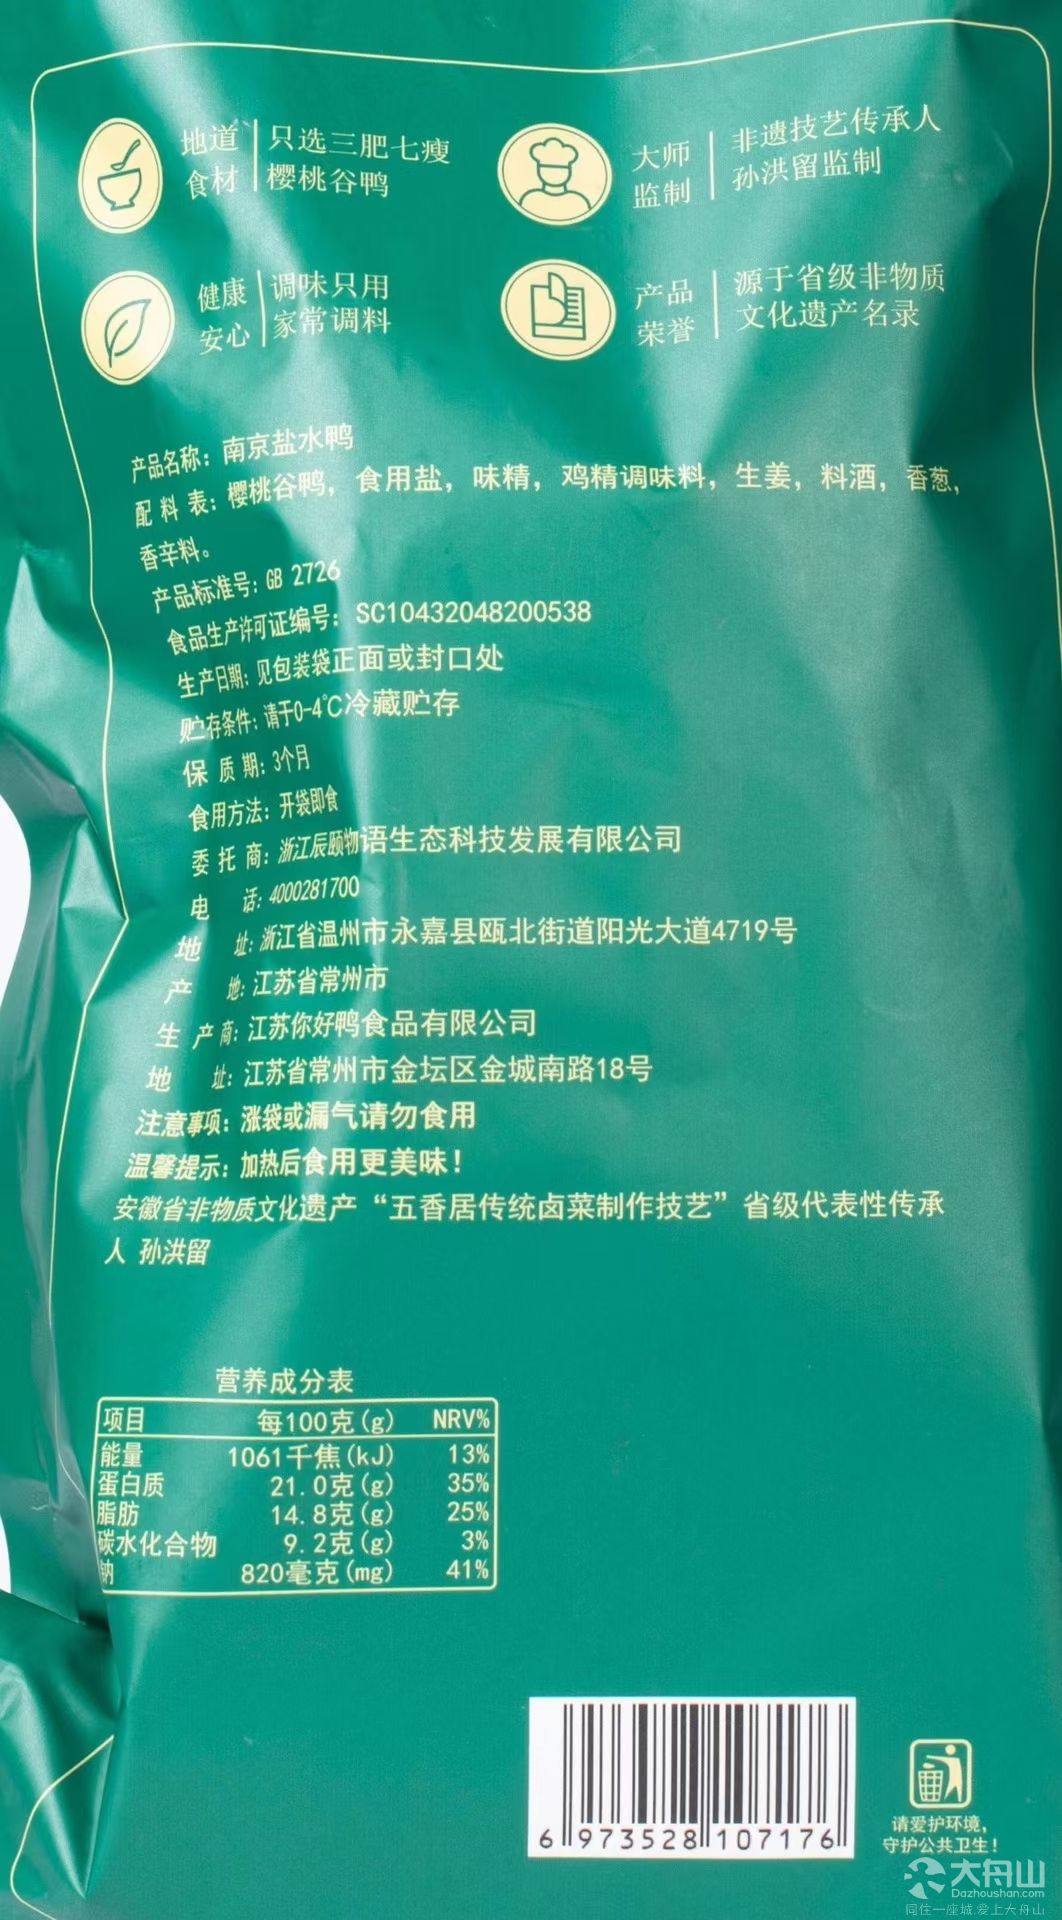 地道食材 只选三肥七瘦樱桃谷鸭
大师监制 非遗技艺传承人孙洪留监制
健康安心 调味只用家常调料
产品荣誉 源于省级非物质文化遗产名录
产品名称：南京盐水鸭
配料表：樱桃谷鸭，食用盐，味精，鸡精调味料，生姜，料酒，香葱，
香辛料。
产品标准号：GB 2726
食品生产许可证编号：SC10432048200538
生产日期：见包装袋正面或封口处
贮存条件：请于0-4℃冷藏贮存
保质期：3个月
食用方法：开袋即食
委托商：浙江辰颐物语生态科技发展有限公司
电话：4000281700
地址：浙江省温州市永嘉县瓯北街道阳光大道4719号
产地：江苏省常州市
生产商：江苏你好鸭食品有限公司
地址：江苏省常州市金坛区金城南路18号
注意事项：涨袋或漏气请勿食用
温馨提示：加热后食用更美味！
安徽省非物质文化遗产“五香居传统卤菜制作技艺”省级代表性传承
人 孙洪留
营养成分表
项目 每100克(g) NRV%
能量 1061千焦(kJ) 13%
蛋白质 21.0克(g) 35%
脂肪 14.8克(g) 25%
碳水化合物 9.2克(g) 3%
钠 820毫克(mg) 41%
6 973528 107176
请爱护环境，
守护公共卫生！
大舟山
Dazhoushan.com
同住一座城,爱上大舟山